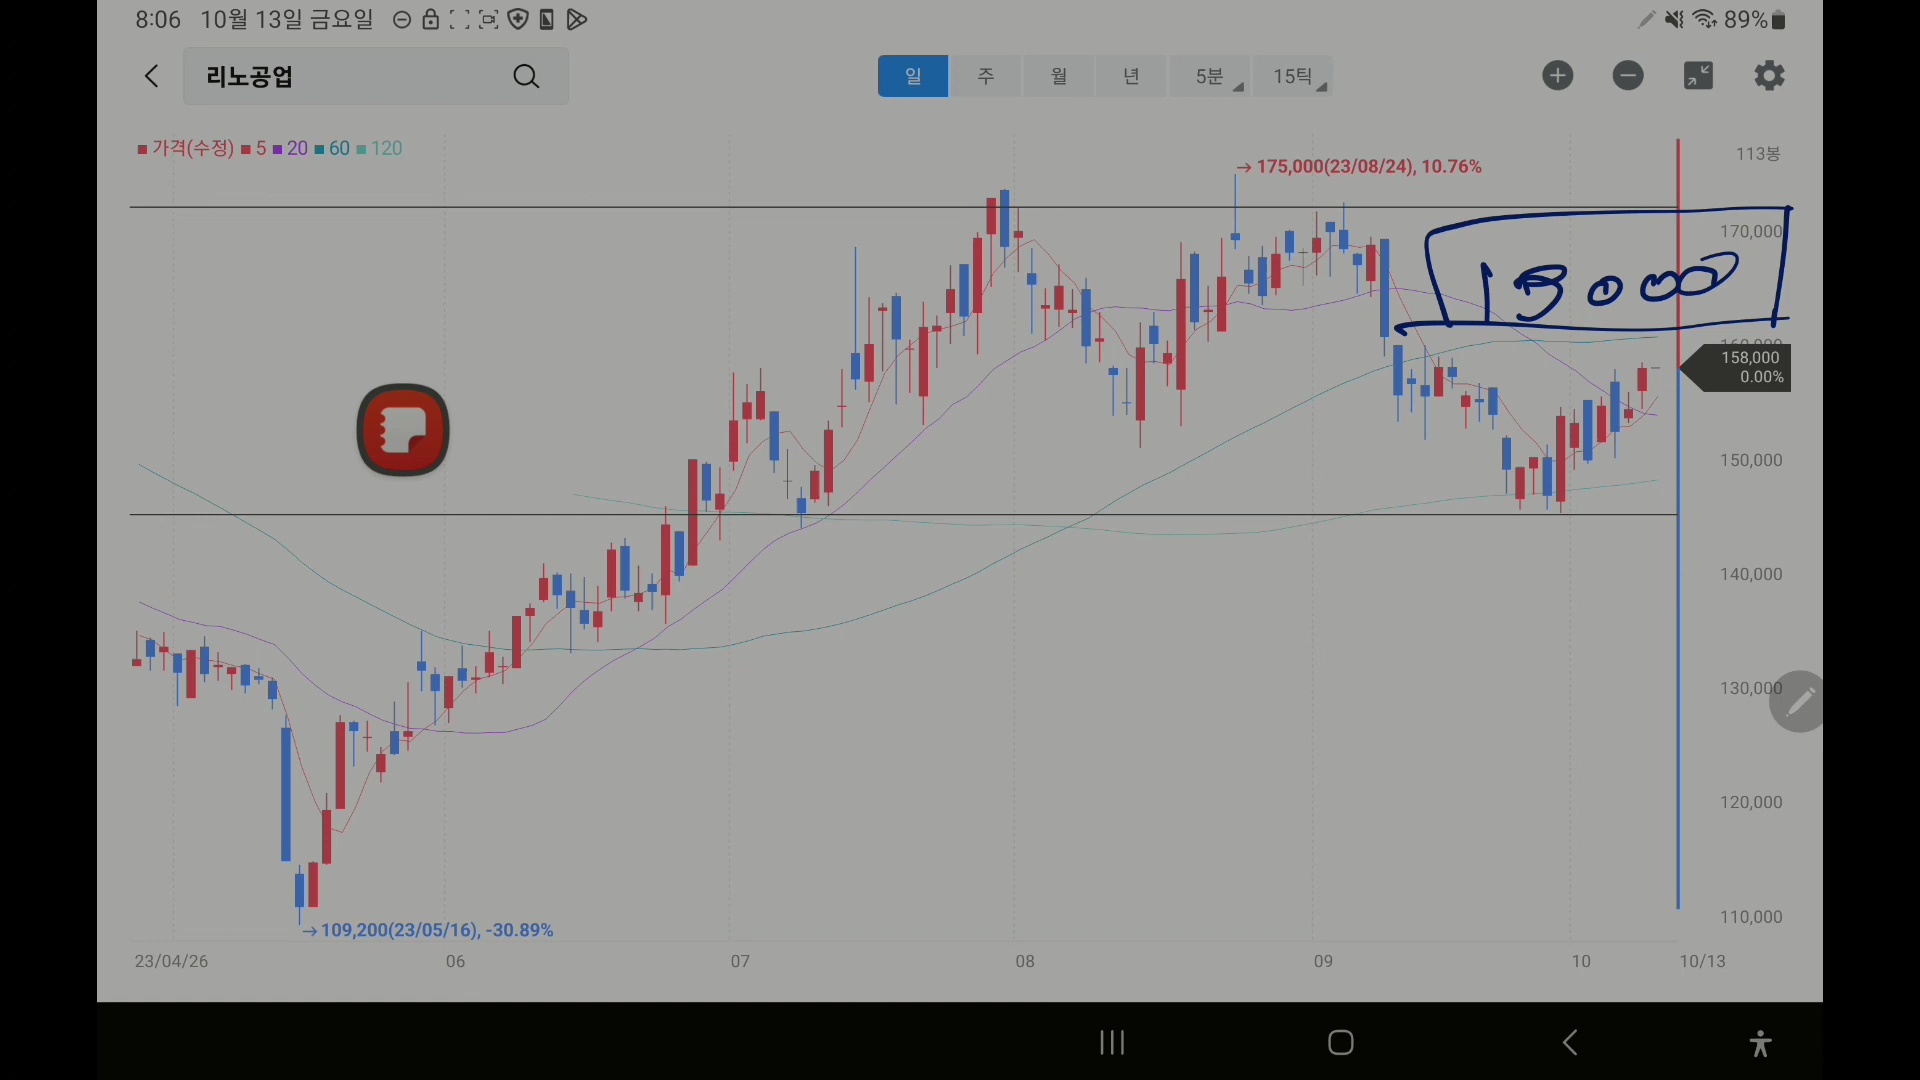 8:06 10월 13일 금요일 89%
리노공업 일 주 월 년 5분 15틱
가격(수정) 5 20 60 120
113봉
→ 175,000(23/08/24), 10.76%
170,000
160,000
158,000
0.00%
150,000
140,000
130,000
120,000
110,000
→ 109,200(23/05/16), -30.89%
23/04/26 06 07 08 09 10 10/13